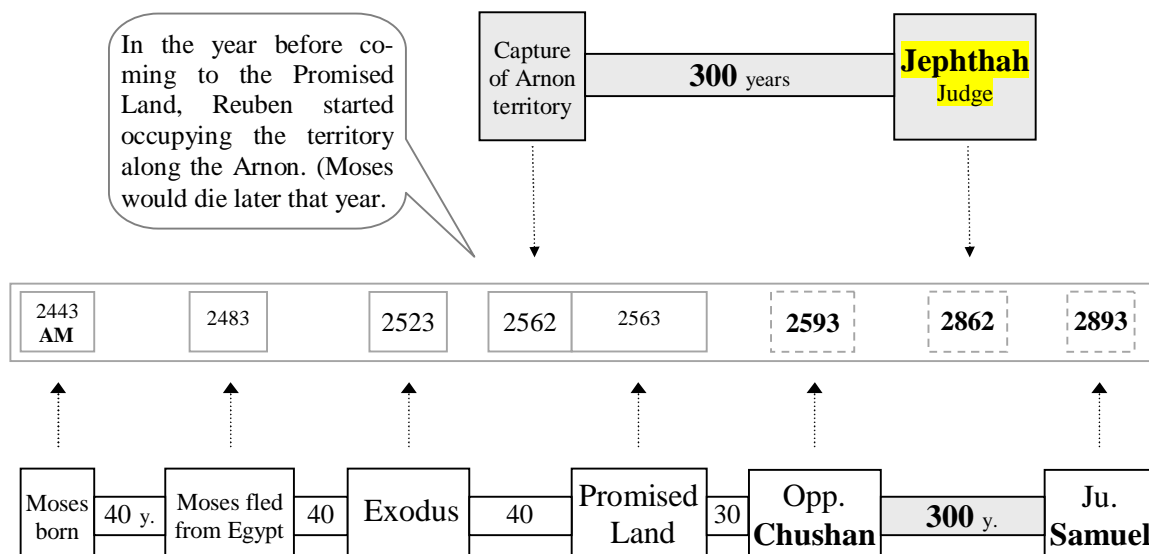 In the year before co-
ming to the Promised
Land, Reuben started
occupying the territory
along the Arnon. (Moses
would die later that year.
Capture
of Arnon
territory
300 years
Jephthah
Judge
2443
AM
2483
2523
2562
2563
2593
2862
2893
Moses
born
40 y.
Moses fled
from Egypt
40
Exodus
40
Promised
Land
30
Opp.
Chushan
300 y.
Ju.
Samuel